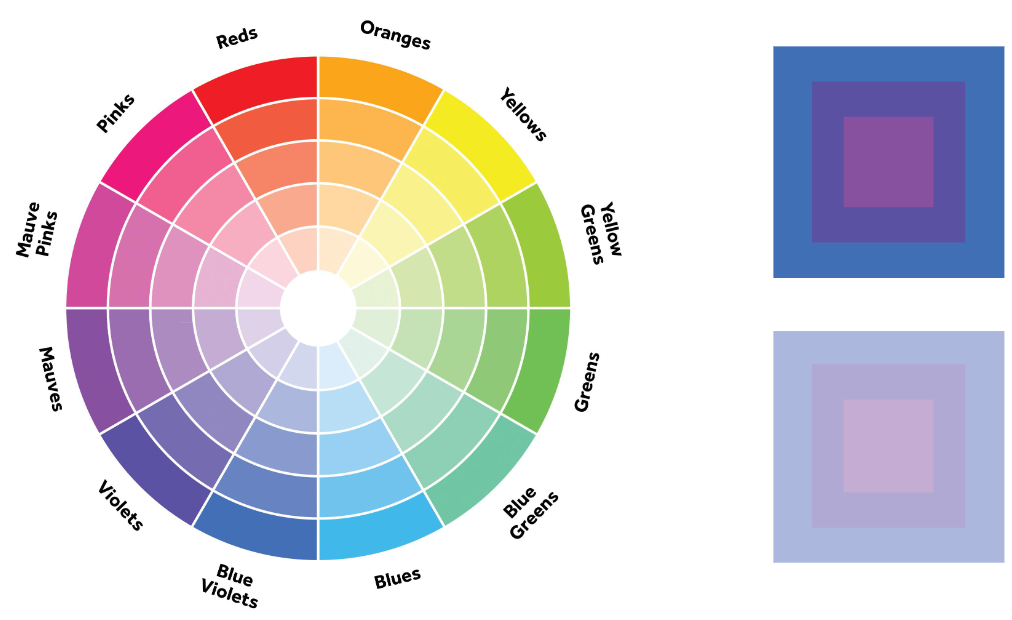 Reds
Oranges
Yellows
Yellow
Greens
Greens
Blue
Greens
Blues
Blue
Violets
Violets
Mauves
Mauve
Pinks
Pinks